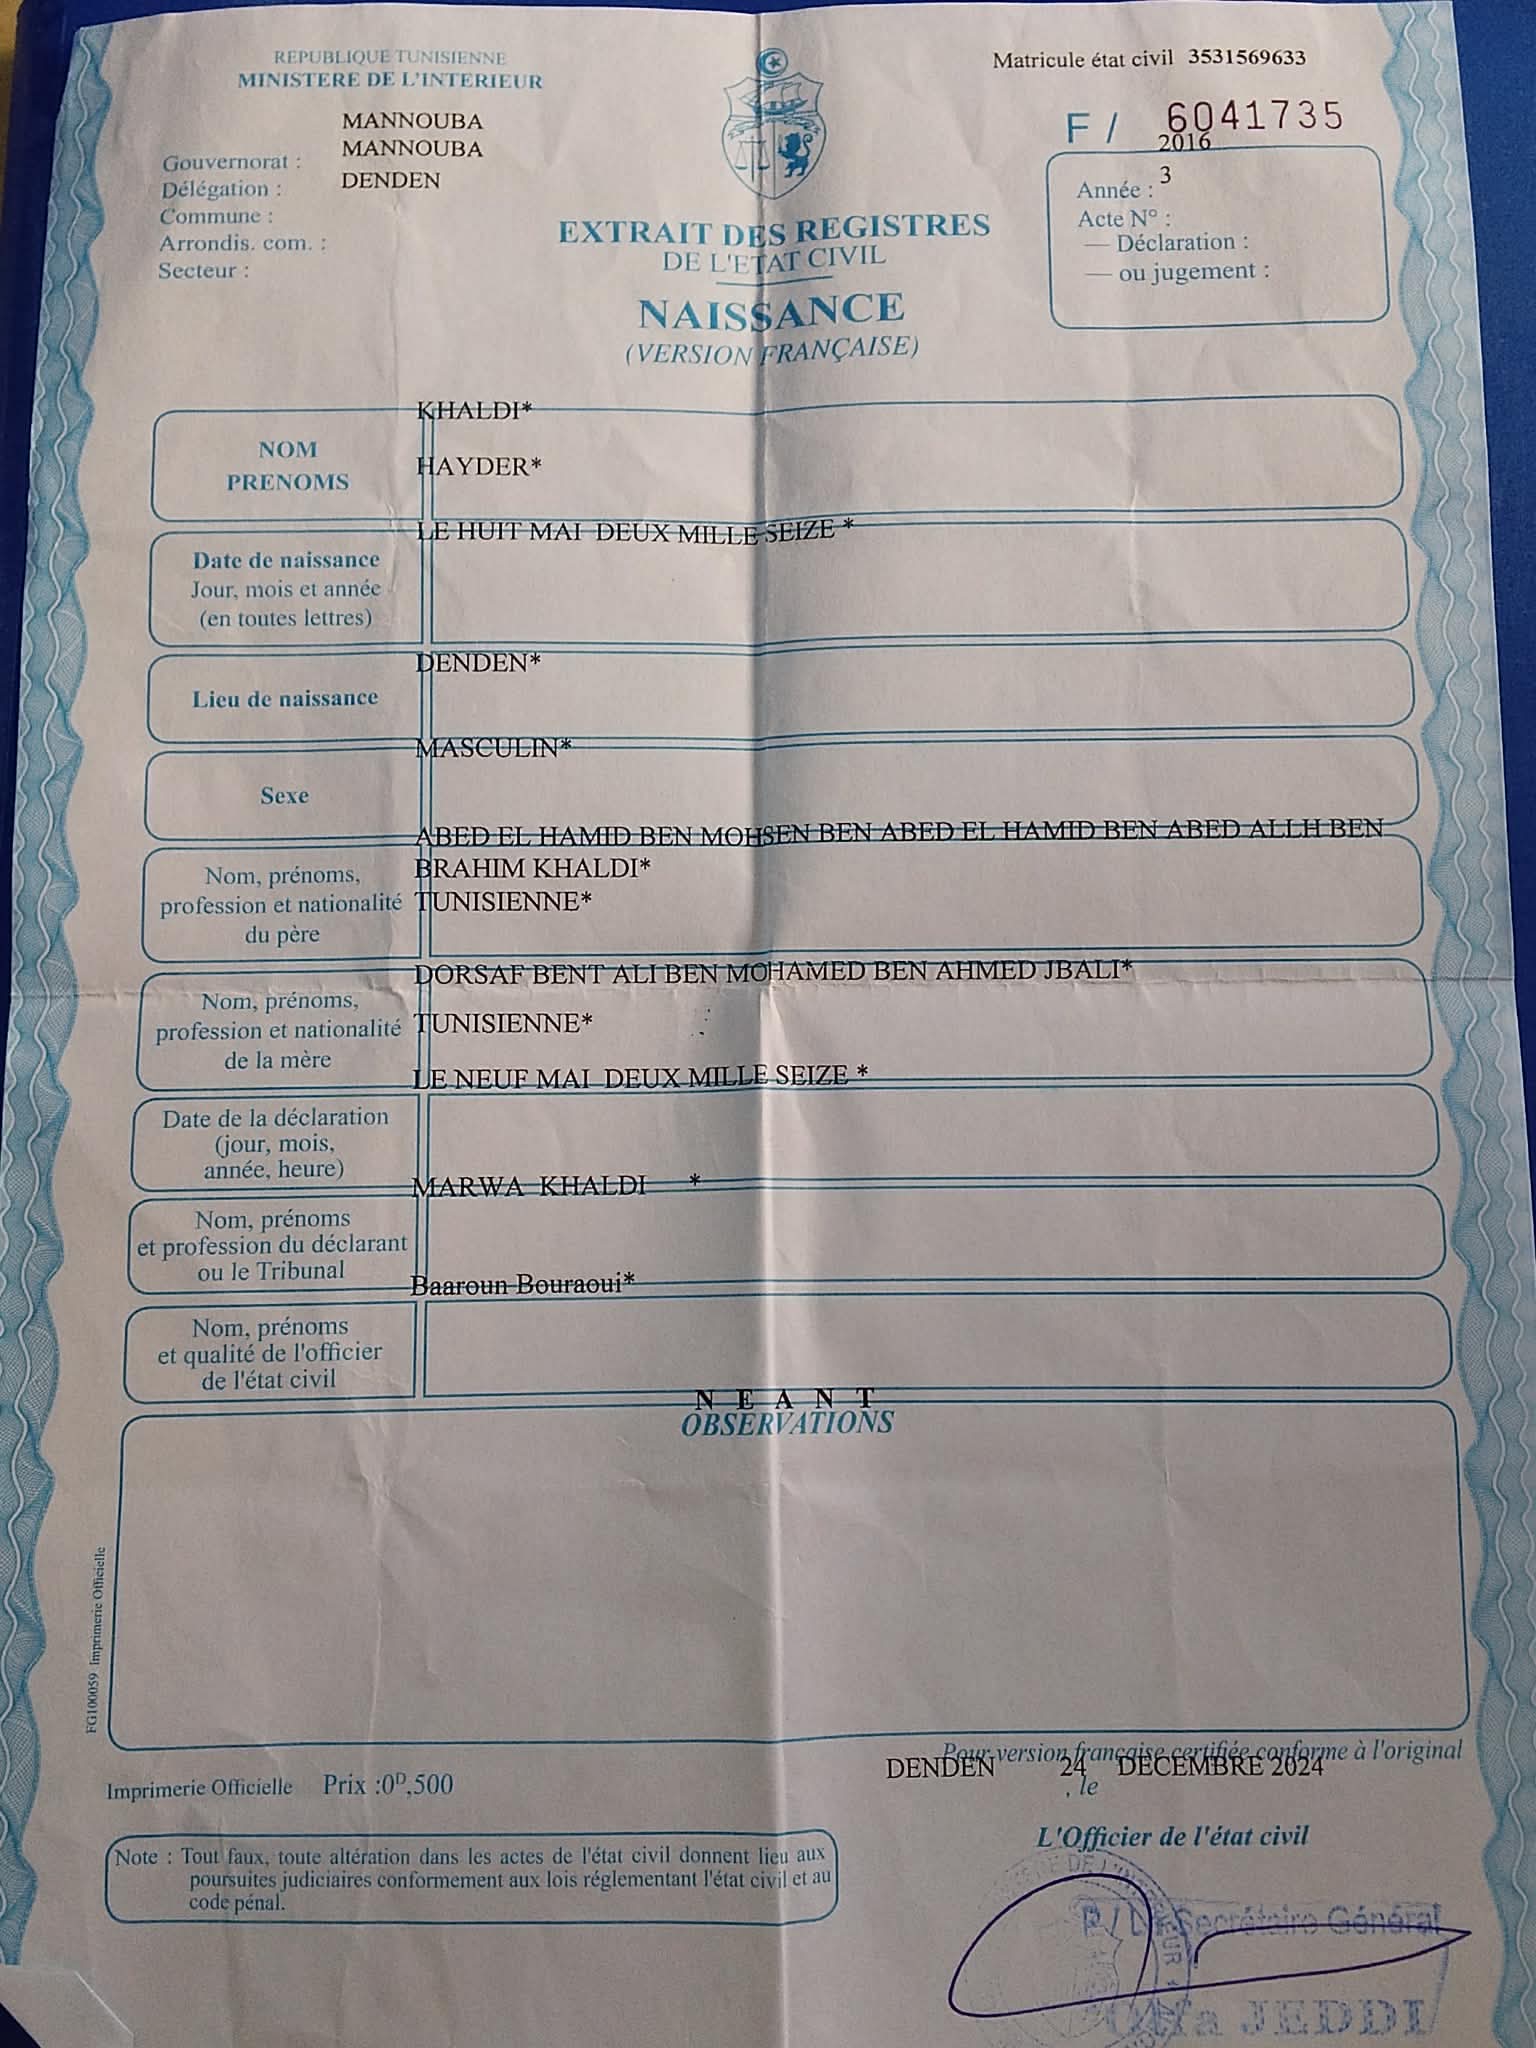 REPUBLIQUE TUNISIENNE
MINISTERE DE L'INTERIEUR
Matricule état civil 3531569633
F / 6041735
MANNOUBA
MANNOUBA
DENDEN
Gouvernorat :
Délégation :
Commune :
Arrondis. com. :
Secteur :
2016
3
Année :
Acte N° :
— Déclaration :
— ou jugement :
EXTRAIT DES REGISTRES
DE L'ETAT CIVIL
NAISSANCE
(VERSION FRANÇAISE)
KHALDI*
NOM
PRENOMS
HAYDER*
LE HUIT MAI DEUX MILLE SEIZE *
Date de naissance
Jour, mois et année
(en toutes lettres)
DENDEN*
Lieu de naissance
MASCULIN*
Sexe
ABED EL HAMID BEN MOHSEN BEN ABED EL HAMID BEN ABED ALLH BEN
BRAHIM KHALDI*
TUNISIENNE*
Nom, prénoms,
profession et nationalité
du père
DORSAF BENT ALI BEN MOHAMED BEN AHMED JBALI*
TUNISIENNE*
Nom, prénoms,
profession et nationalité
de la mère
LE NEUF MAI DEUX MILLE SEIZE *
Date de la déclaration
(jour, mois,
année, heure)
MARWA KHALDI *
Nom, prénoms
et profession du déclarant
ou le Tribunal
Baaroun Bouraoui*
Nom, prénoms
et qualité de l'officier
de l'état civil
N E A N T
OBSERVATIONS
FG100059 Imprimerie Officielle
Pour version française certifiée conforme à l'original
DENDEN , le 24 DECEMBRE 2024
Imprimerie Officielle Prix :0ᴰ,500
L'Officier de l'état civil
Note : Tout faux, toute altération dans les actes de l'état civil donnent lieu aux
poursuites judiciaires conformement aux lois réglementant l'état civil et au
code pénal.
P/ Le Secrétaire Général
Olfa JEDDI